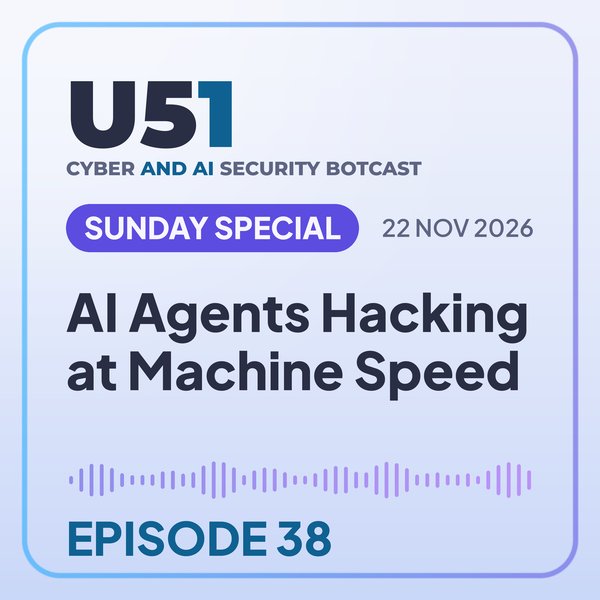 U51
CYBER AND AI SECURITY BOTCAST
SUNDAY SPECIAL 22 NOV 2026
AI Agents Hacking
at Machine Speed
EPISODE 38